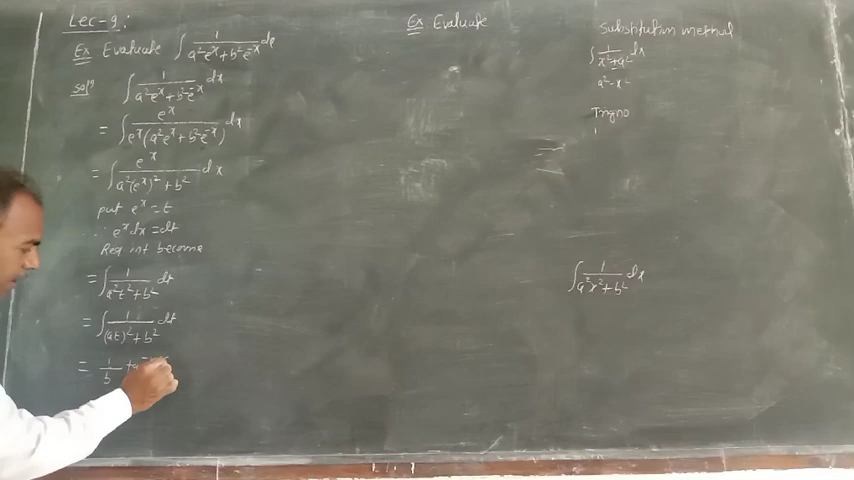 Lec-9:
Ex Evaluate ∫ 1/(a²eˣ+b²e⁻ˣ) dx
Solⁿ ∫ 1/(a²eˣ+b²e⁻ˣ) dx
= ∫ eˣ/(eˣ(a²eˣ+b²e⁻ˣ)) dx
= ∫ eˣ/(a²(eˣ)²+b²) dx
put eˣ=t
∴ eˣdx=dt
Req int become
= ∫ 1/(a²t²+b²) dt
= ∫ 1/((at)²+b²) dt
= 1/b
Ex Evaluate
Substitution method
∫ 1/(x²+a²) dx
a²-x²
∫ 1/(a²x²+b²) dx